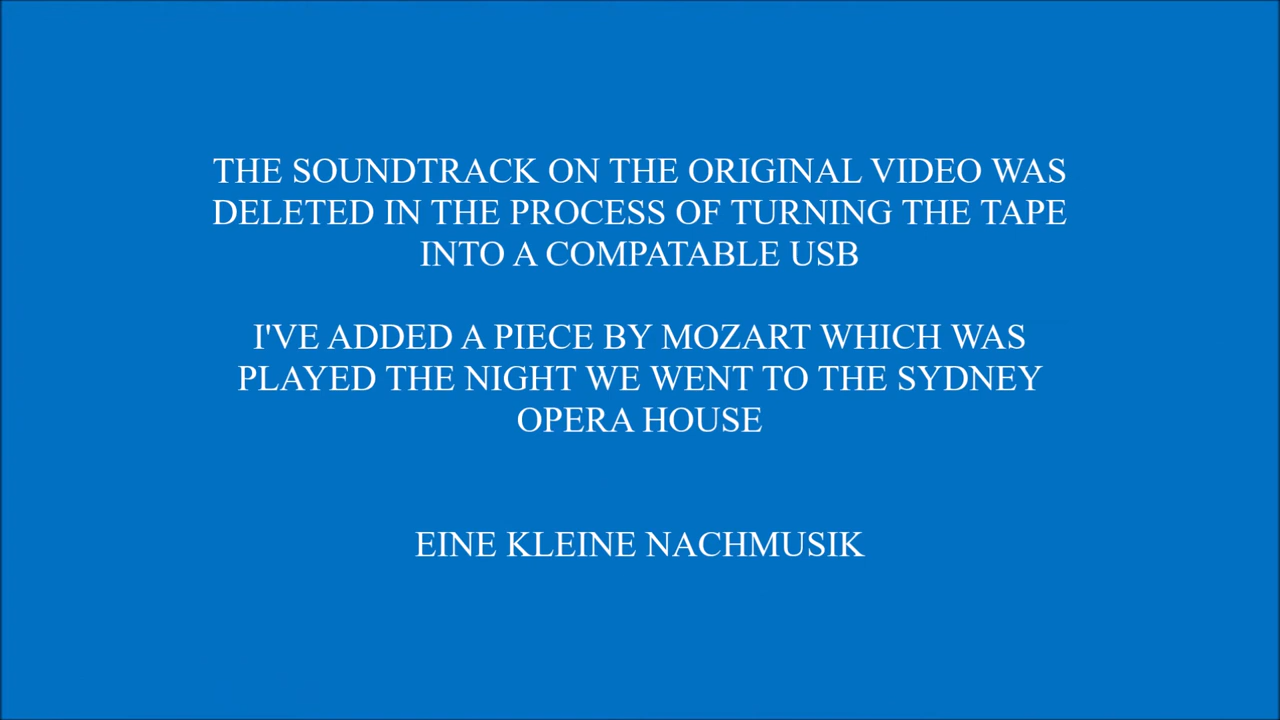 THE SOUNDTRACK ON THE ORIGINAL VIDEO WAS
DELETED IN THE PROCESS OF TURNING THE TAPE
INTO A COMPATABLE USB
I'VE ADDED A PIECE BY MOZART WHICH WAS
PLAYED THE NIGHT WE WENT TO THE SYDNEY
OPERA HOUSE
EINE KLEINE NACHMUSIK